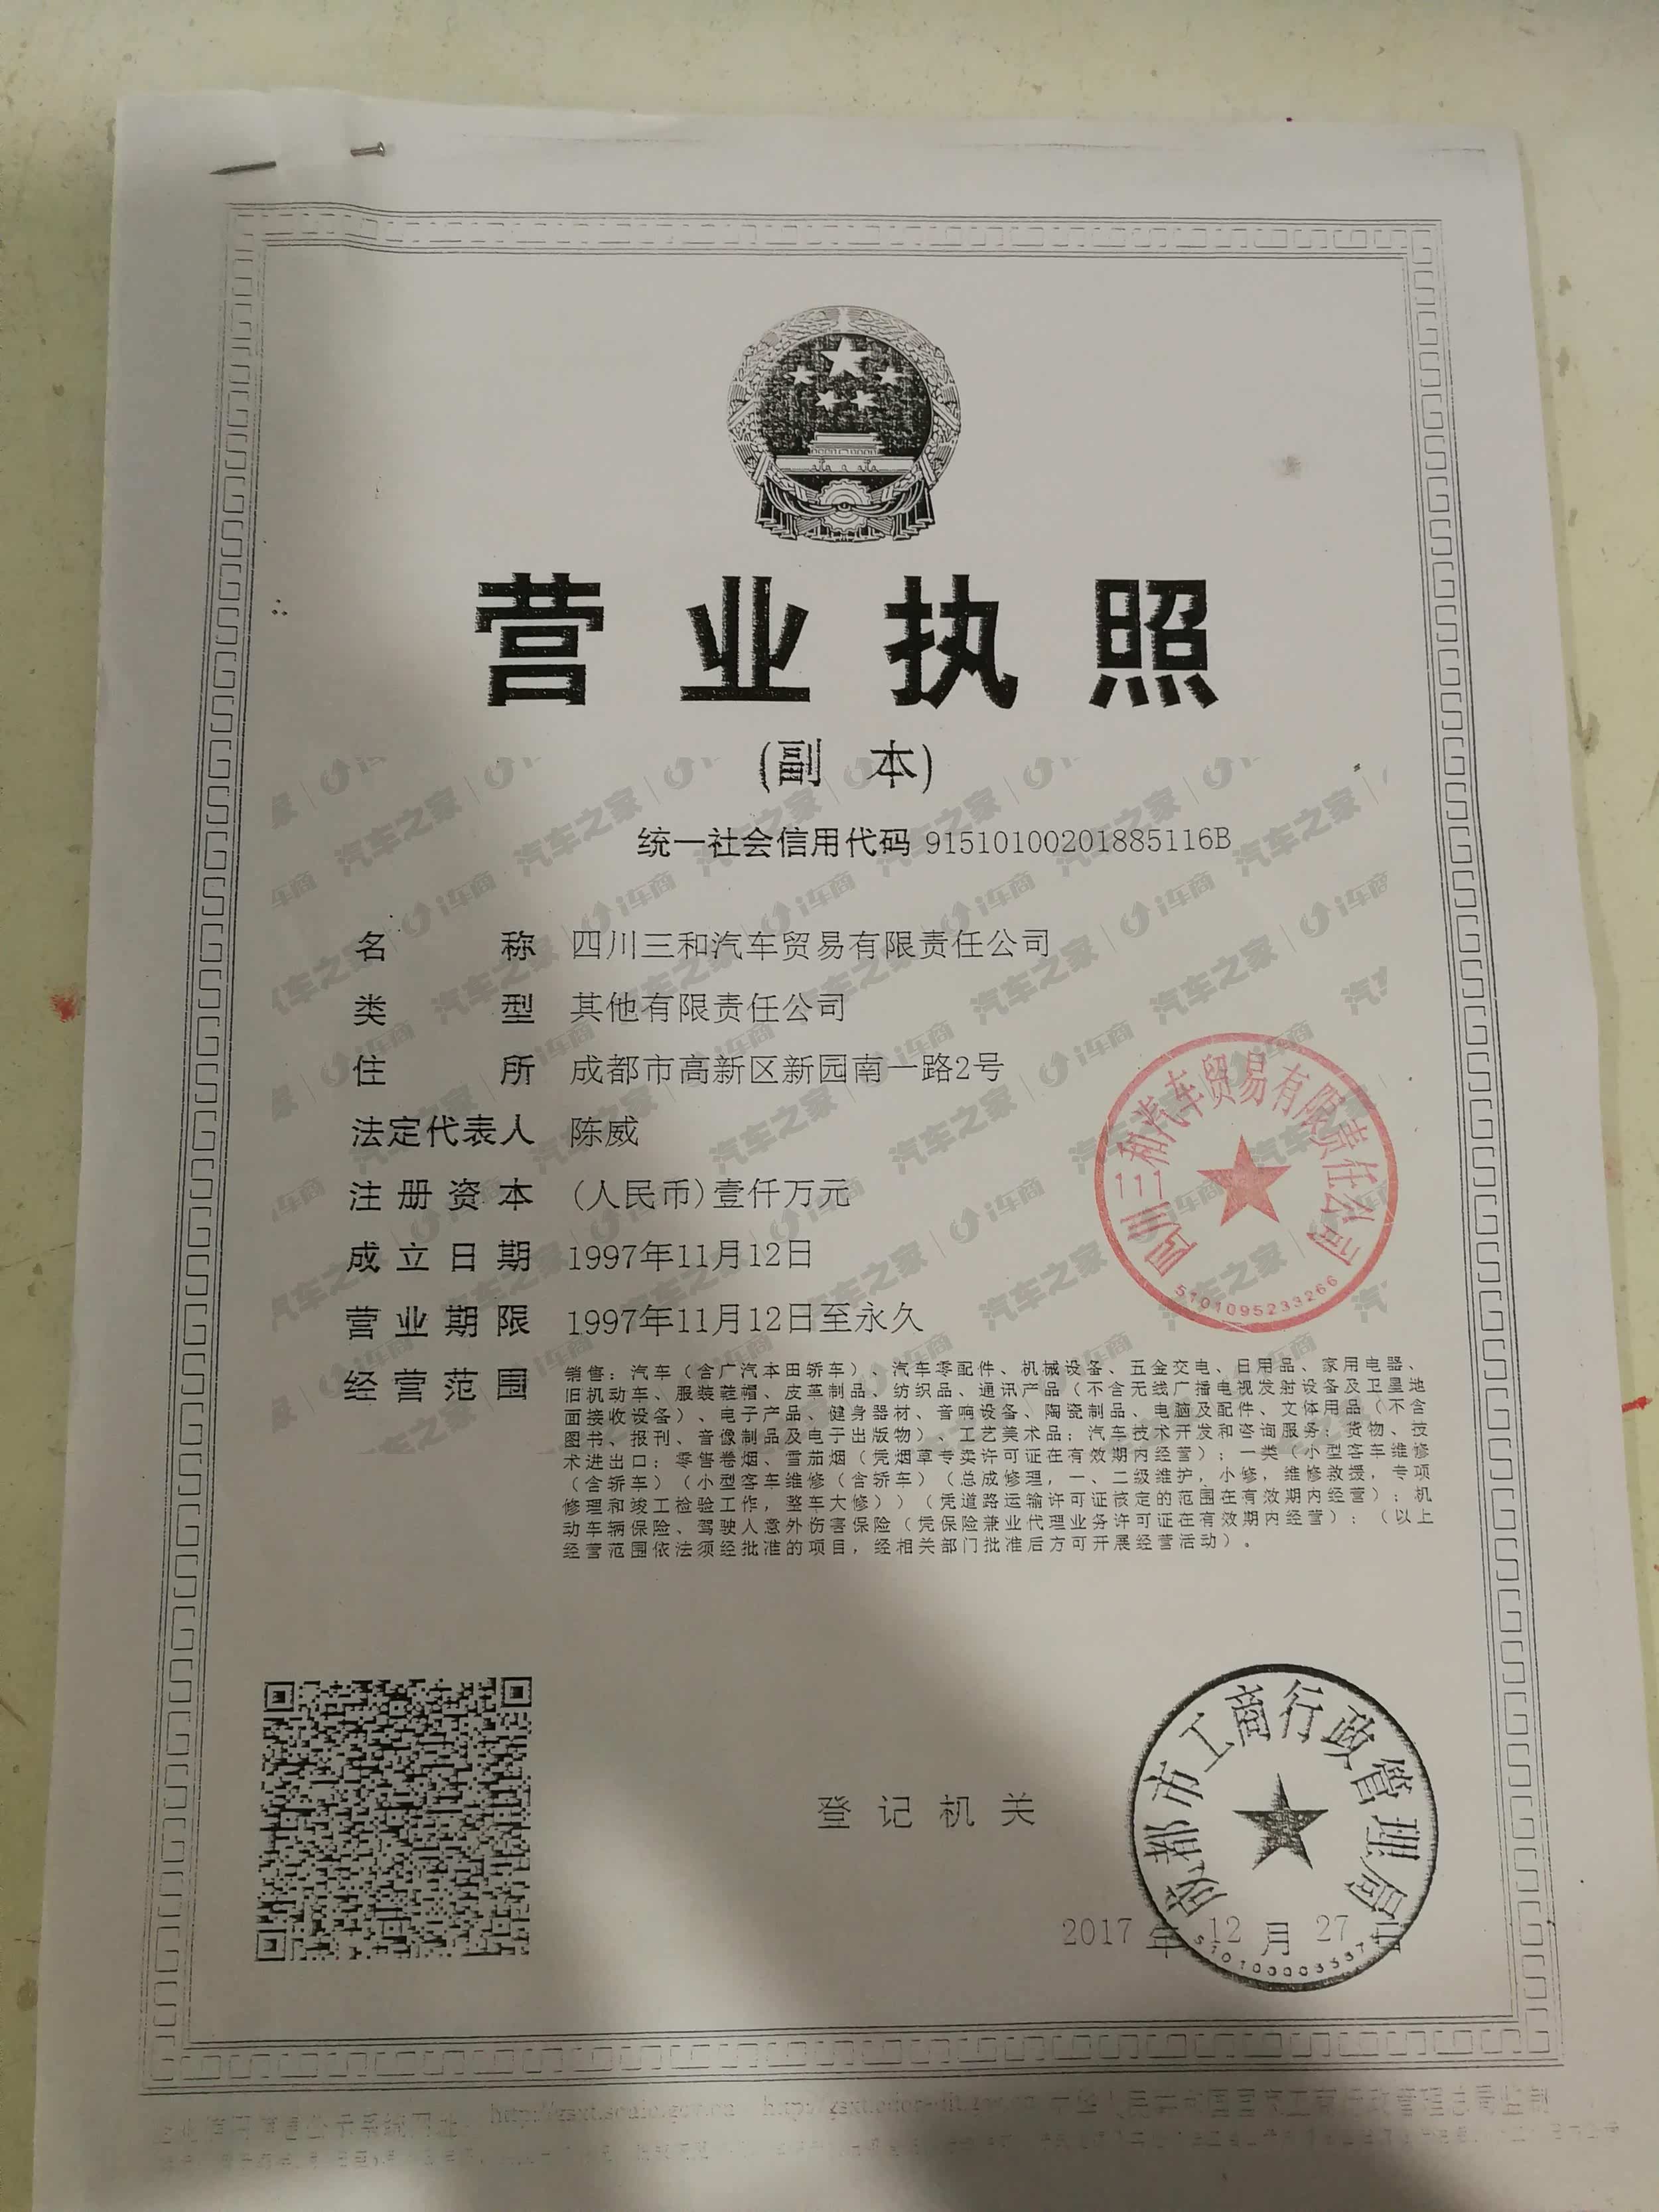 营业执照
(副 本)
统一社会信用代码 91510100201885116B
名称 四川三和汽车贸易有限责任公司
类型 其他有限责任公司
住所 成都市高新区新园南一路2号
法定代表人 陈威
注册资本 (人民币)壹仟万元
成立日期 1997年11月12日
营业期限 1997年11月12日至永久
经营范围 销售：汽车（含广汽本田轿车）、汽车零配件、机械设备、五金交电、日用品、家用电器、
旧机动车、服装鞋帽、皮革制品、纺织品、通讯产品（不含无线广播电视发射设备及卫星地
面接收设备）、电子产品、健身器材、音响设备、陶瓷制品、电脑及配件、文体用品（不含
图书、报刊、音像制品及电子出版物）、工艺美术品；汽车技术开发和咨询服务；货物、技
术进出口；零售卷烟、雪茄烟（凭烟草专卖许可证在有效期内经营）；一类（小型客车维修
（含轿车）（小型客车维修（含轿车）（总成修理，一、二级维护，小修，维修救援，专项
修理和竣工检验工作，整车大修））（凭道路运输许可证核定的范围在有效期内经营）；机
动车辆保险、驾驶人意外伤害保险（凭保险兼业代理业务许可证在有效期内经营）；（以上
经营范围依法须经批准的项目，经相关部门批准后方可开展经营活动）。
四川三和汽车贸易有限责任公司
5101095233266
登记机关
成都市工商行政管理局
2017年12月27日
汽车之家 | i车商